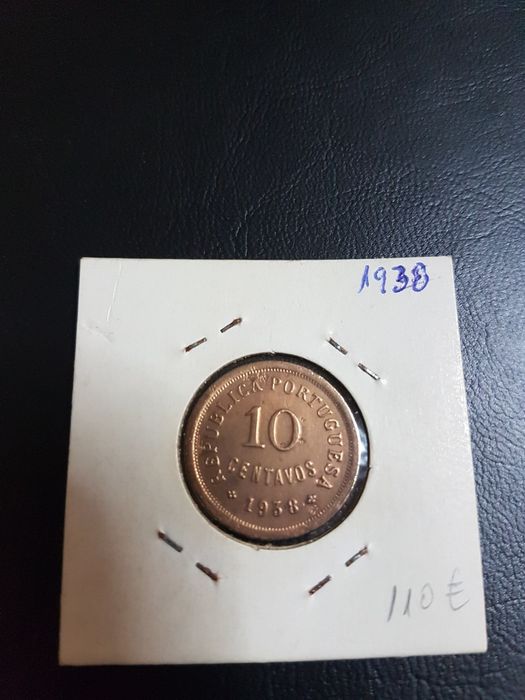 1938
REPUBLICA PORTUGUESA
10
CENTAVOS
* 1938 *
110€